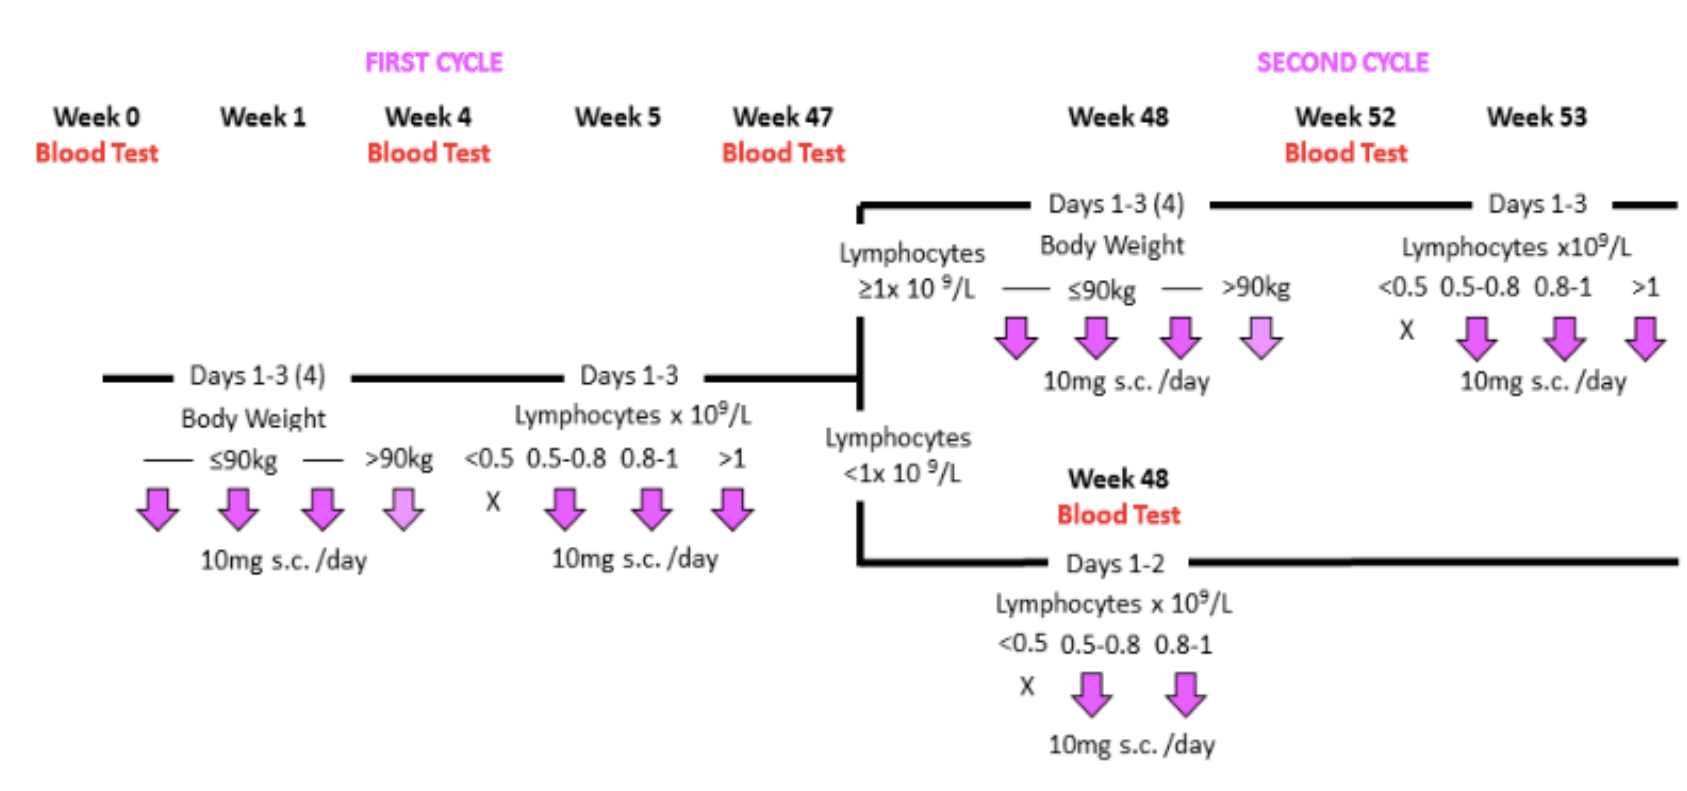 FIRST CYCLE
SECOND CYCLE
Week 0
Week 1
Week 4
Week 5
Week 47
Week 48
Week 52
Week 53
Blood Test
Blood Test
Blood Test
Blood Test
Days 1-3 (4)
Days 1-3
Lymphocytes
≥1x 10 ⁹/L
Body Weight
≤90kg
>90kg
10mg s.c. /day
Lymphocytes x10⁹/L
<0.5 0.5-0.8 0.8-1 >1
X
10mg s.c. /day
Days 1-3 (4)
Body Weight
≤90kg
>90kg
10mg s.c. /day
Days 1-3
Lymphocytes x 10⁹/L
<0.5 0.5-0.8 0.8-1 >1
X
10mg s.c. /day
Lymphocytes
<1x 10 ⁹/L
Week 48
Blood Test
Days 1-2
Lymphocytes x 10⁹/L
<0.5 0.5-0.8 0.8-1
X
10mg s.c. /day